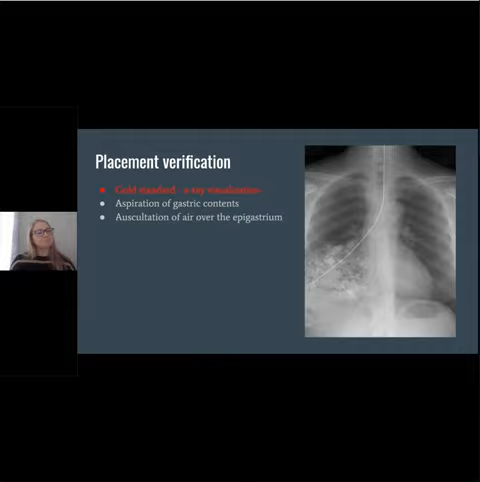 Placement verification
Gold standard x-ray visualization
Aspiration of gastric contents
Auscultation of air over the epigastrium